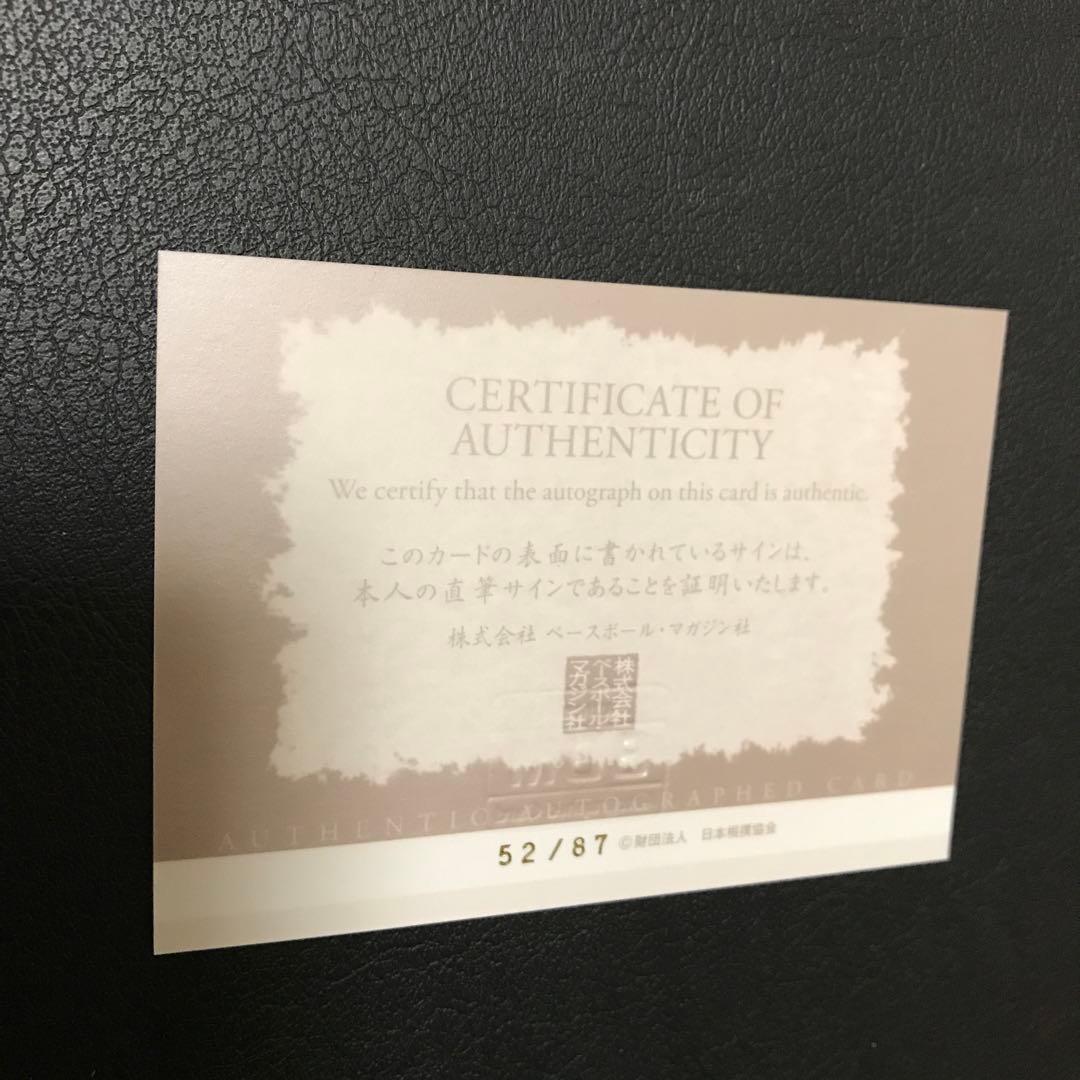 CERTIFICATE OF
AUTHENTICITY
We certify that the autograph on this card is authentic.
このカードの表面に書かれているサインは、
本人の直筆サインであることを証明いたします。
株式会社 ベースボール・マガジン社
株式会社
ベースボール
マガジン社
AUTHENTIC AUTOGRAPHED CARD
52/87 ©財団法人 日本相撲協会